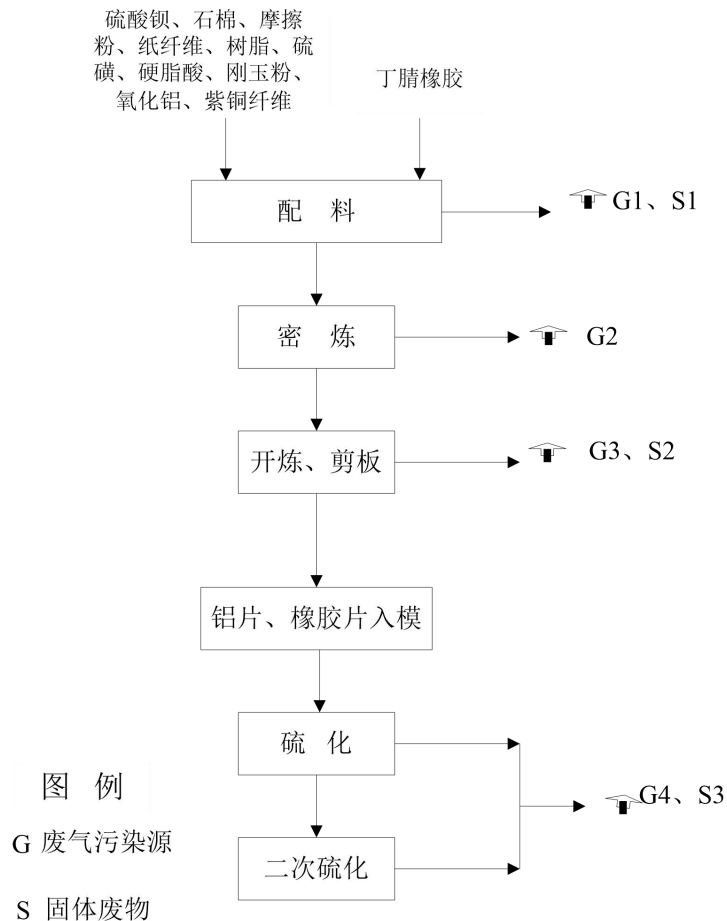 硫酸钡、石棉、摩擦
粉、纸纤维、树脂、硫
磺、硬脂酸、刚玉粉、
氧化铝、紫铜纤维
丁腈橡胶
配 料
G1、S1
密 炼
G2
开炼、剪板
G3、S2
铝片、橡胶片入模
硫 化
G4、S3
二次硫化
图 例
G 废气污染源
S 固体废物